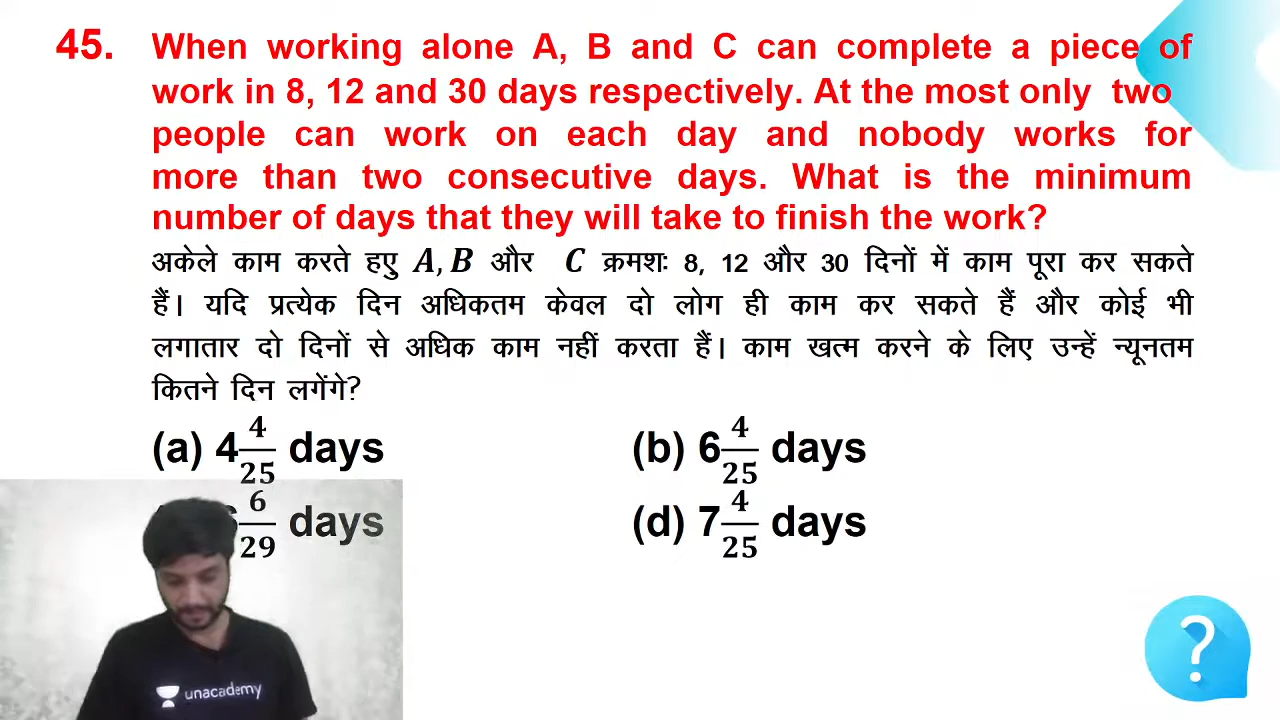 45. When working alone A, B and C can complete a piece of
work in 8, 12 and 30 days respectively. At the most only two
people can work on each day and nobody works for
more than two consecutive days. What is the minimum
number of days that they will take to finish the work?
अकेले काम करते हएु A, B और C क्रमशः 8, 12 और 30 दिनों में काम पूरा कर सकते
हैं। यदि प्रत्येक दिन अधिकतम केवल दो लोग ही काम कर सकते हैं और कोई भी
लगातार दो दिनों से अधिक काम नहीं करता हैं। काम खत्म करने के लिए उन्हें न्यूनतम
कितने दिन लगेंगे?
(a) 4 4/25 days (b) 6 4/25 days
6/29 days (d) 7 4/25 days
unacademy
?